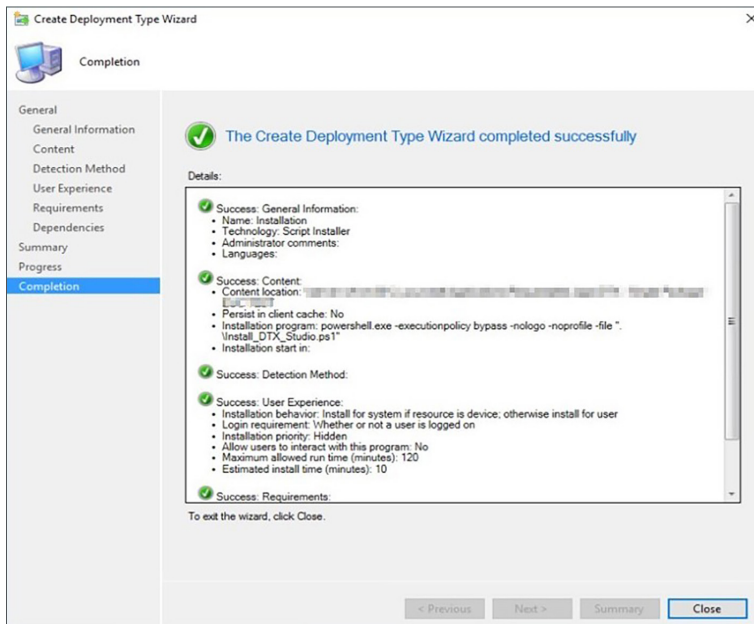 Create Deployment Type Wizard
Completion
General
General Information
Content
Detection Method
User Experience
Requirements
Dependencies
Summary
Progress
Completion
The Create Deployment Type Wizard completed successfully
Details:
Success: General Information:
• Name: Installation
• Technology: Script Installer
• Administrator comments:
• Languages:
Success: Content:
• Content location:
• Persist in client cache: No
• Installation program: powershell.exe -executionpolicy bypass -nologo -noprofile -file ".
\Install_DTX_Studio.ps1"
• Installation start in:
Success: Detection Method:
Success: User Experience:
• Installation behavior: Install for system if resource is device; otherwise install for user
• Login requirement: Whether or not a user is logged on
• Installation priority: Hidden
• Allow users to interact with this program: No
• Maximum allowed run time (minutes): 120
• Estimated install time (minutes): 10
Success: Requirements:
To exit the wizard, click Close.
< Previous
Next >
Summary
Close